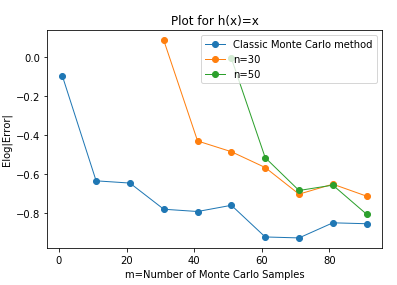 Plot for h(x)=x
Classic Monte Carlo method
n=30
n=50
Elog|Error|
0.0
−0.2
−0.4
−0.6
−0.8
0
20
40
60
80
m=Number of Monte Carlo Samples